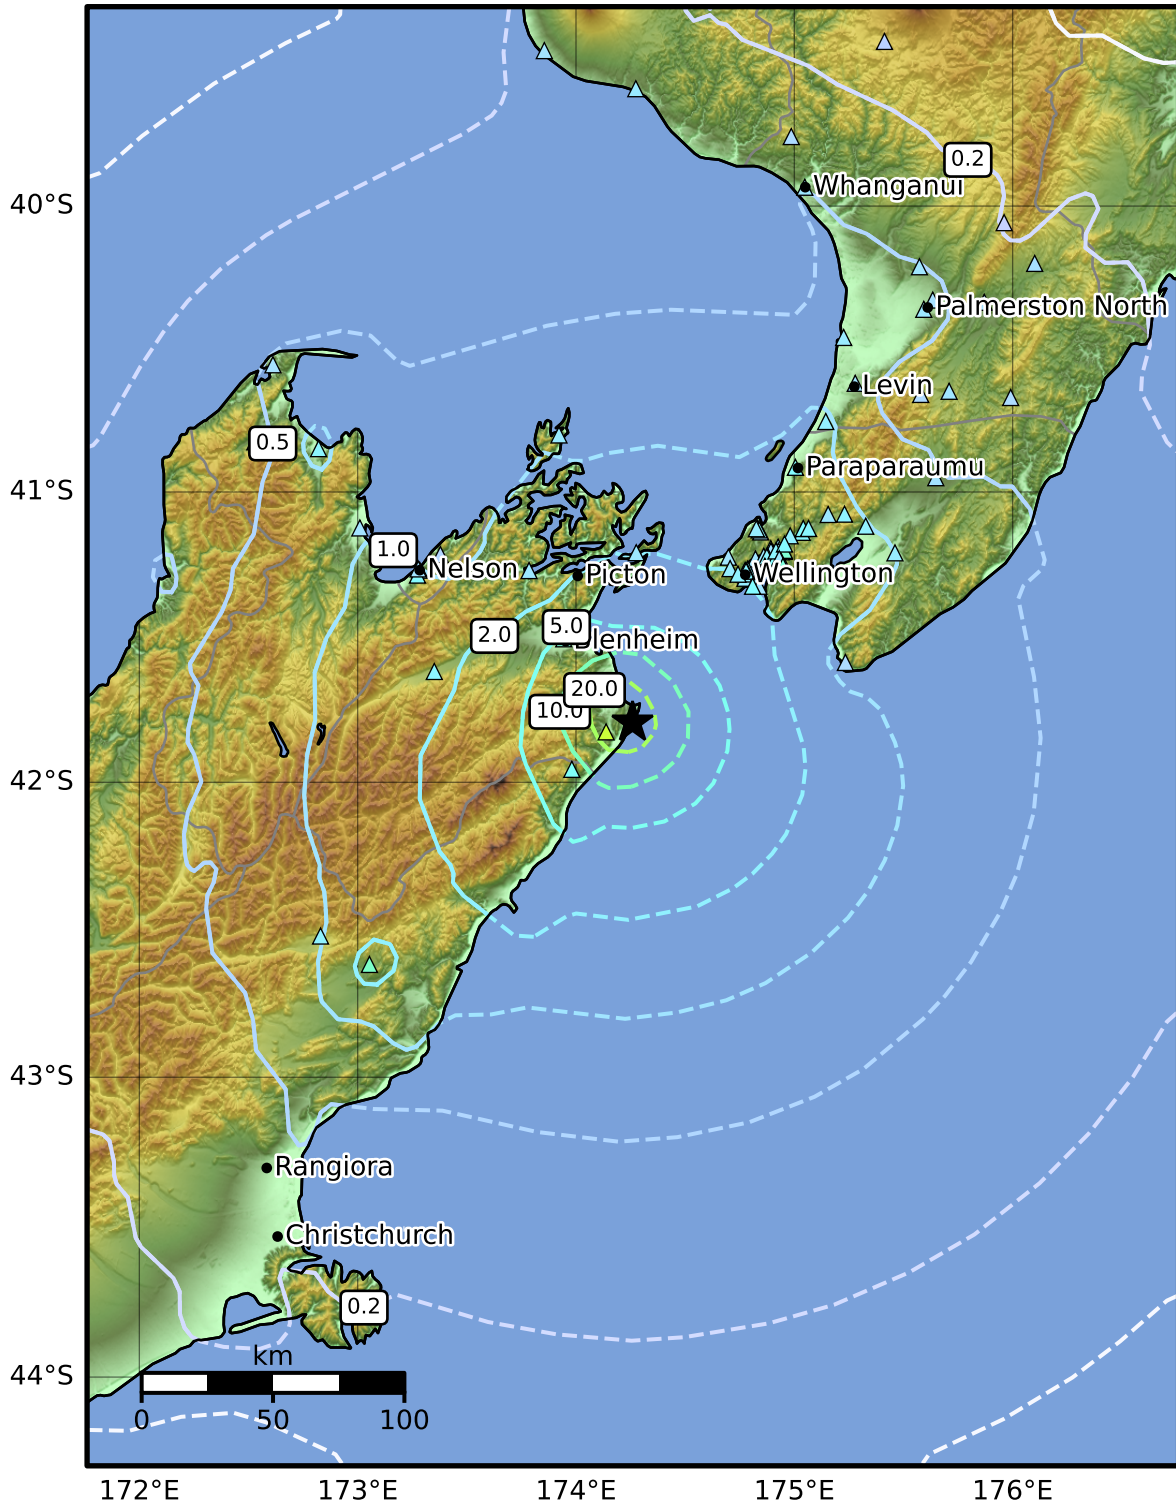 0.2
Whanganui
40°S
Palmerston North
Levin
0.5
Paraparaumu
41°S
1.0
Nelson
Picton
Wellington
2.0
5.0
Blenheim
20.0
10.0
42°S
43°S
Rangiora
Christchurch
0.2
km
44°S
0
50
100
172°E
173°E
174°E
175°E
176°E